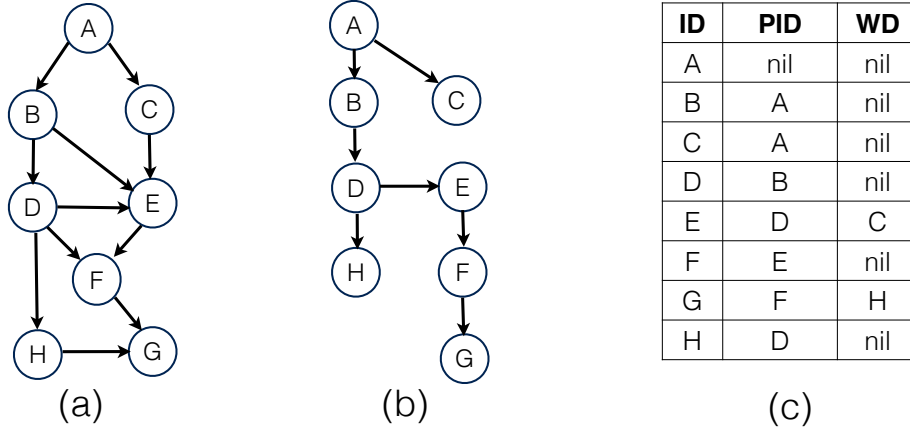 A
B
C
D
E
F
H
G
(a)
A
B
C
D
E
H
F
G
(b)
ID PID WD
A nil nil
B A nil
C A nil
D B nil
E D C
F E nil
G F H
H D nil
(c)